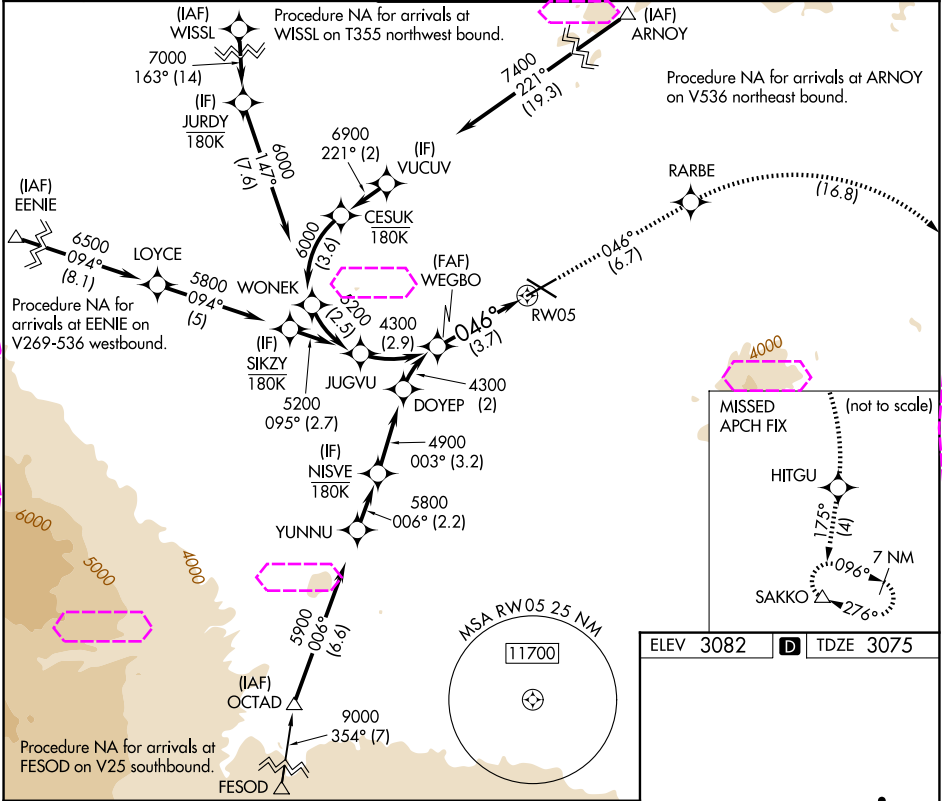 (IAF)
WISSL
Procedure NA for arrivals at
WISSL on T355 northwest bound.
(IAF)
ARNOY
7000
163° (14)
7400
221°
(19.3)
Procedure NA for arrivals at ARNOY
on V536 northeast bound.
(IF)
JURDY
180K
6000
147°
(7.6)
6900
221° (2)
(IF)
VUCUV
CESUK
180K
RARBE
(16.8)
(IAF)
EENIE
6500
094°
(8.1)
LOYCE
5800
094°
(5)
6000
(3.6)
WONEK
(FAF)
WEGBO
046°
(6.7)
Procedure NA for
arrivals at EENIE on
V269-536 westbound.
5200
(2.5)
4300
(2.9)
046°
(3.7)
RW05
(IF)
SIKZY
180K
JUGVU
5200
095° (2.7)
DOYEP
4300
(2)
4000
4900
003° (3.2)
(IF)
NISVE
180K
5800
006° (2.2)
YUNNU
MISSED
APCH FIX
(not to scale)
HITGU
175°
(4)
7 NM
096°
SAKKO
276°
6000
5000
4000
5900
006°
(6.6)
MSA RW05 25 NM
11700
ELEV 3082
D
TDZE 3075
(IAF)
OCTAD
9000
354° (7)
Procedure NA for arrivals at
FESOD on V25 southbound.
FESOD